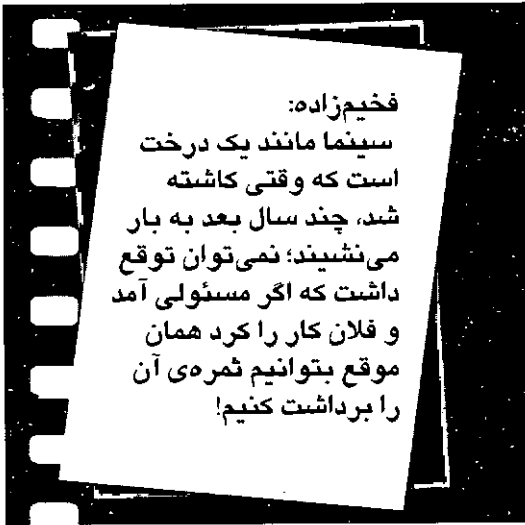 فخیم‌زاده:
سینما مانند یک درخت
است که وقتی کاشته
شد، چند سال بعد به بار
می‌نشیند؛ نمی‌توان توقع
داشت که اگر مسئولی آمد
و فلان کار را کرد همان
موقع بتوانیم ثمره‌ی آن
را برداشت کنیم!